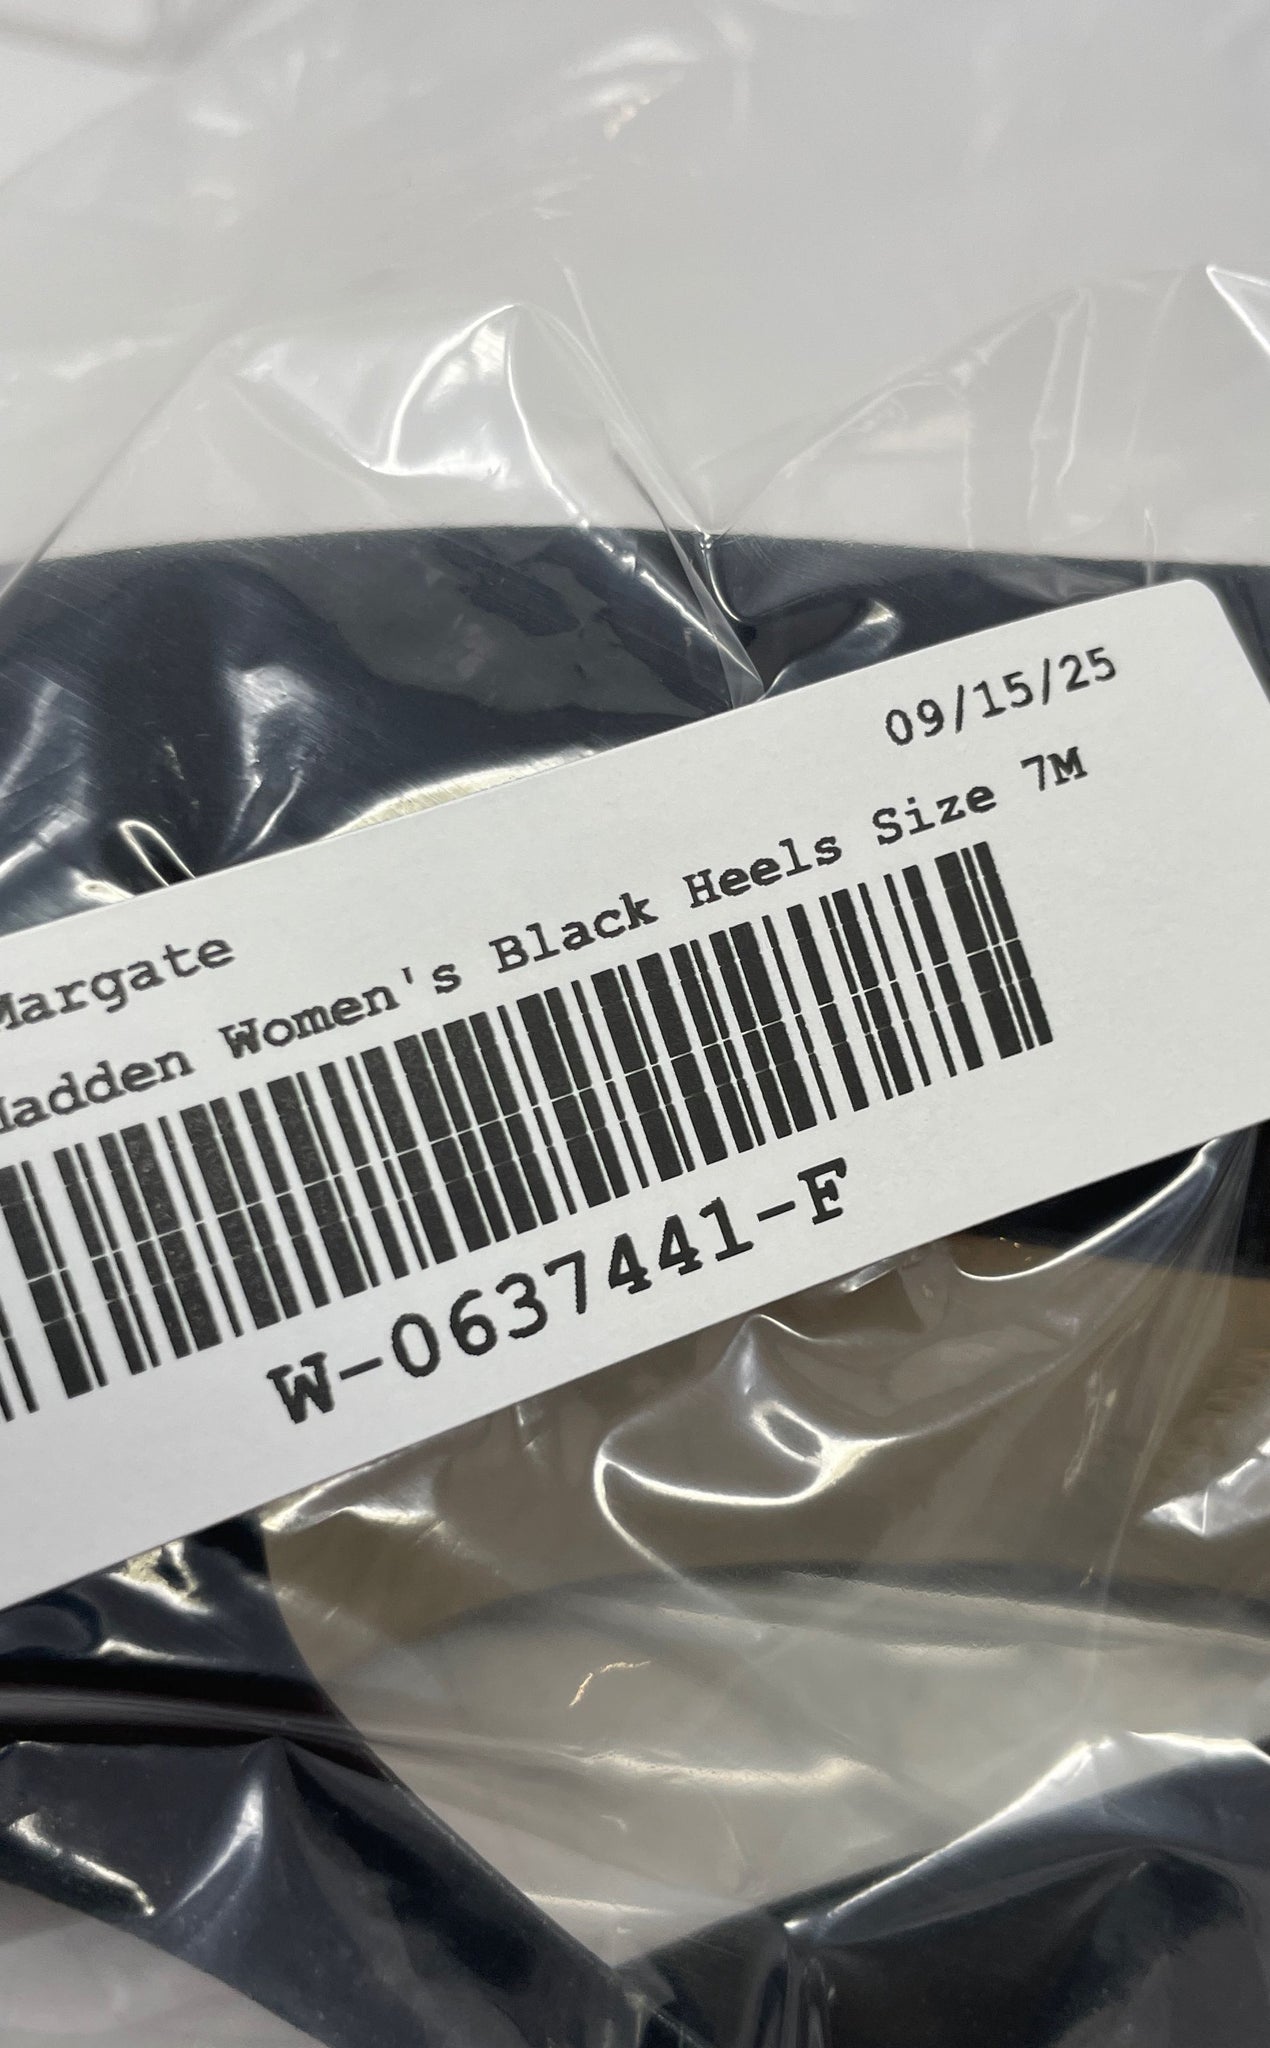 09/15/25
Margate
Madden Women's Black Heels Size 7M
W-0637441-F